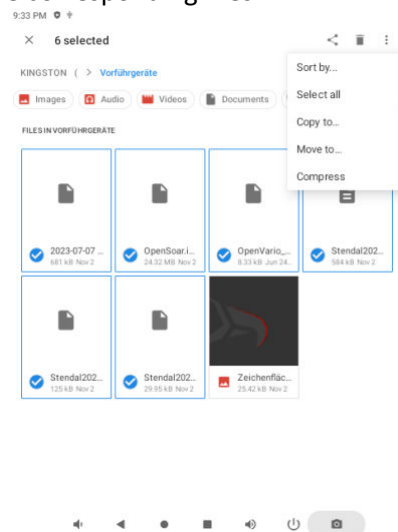 9:33 PM
6 selected
KINGSTON ( > Vorführgeräte
Images
Audio
Videos
Documents
Sort by...
Select all
Copy to...
Move to...
Compress
FILES IN VORFÜHRGERÄTE
2023-07-07 ...
681 kB Nov 2
OpenSoar.i...
24.32 MB Nov 2
OpenVario_...
8.33 kB Jun 24...
Stendal202...
584 kB Nov 2
Stendal202...
125 kB Nov 2
Stendal202...
29.95 kB Nov 2
Zeichenfläc...
25.42 kB Nov 2